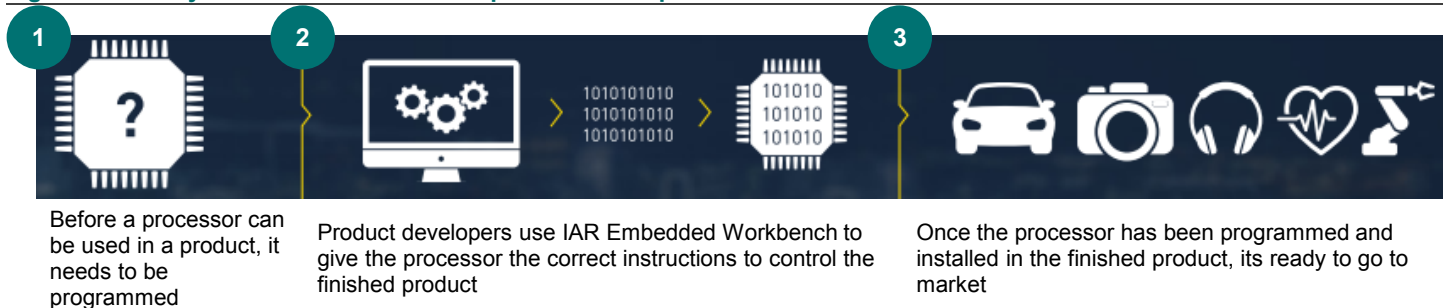 1
2
3
?
1010101010
1010101010
1010101010
101010
101010
101010
Before a processor can
be used in a product, it
needs to be
programmed
Product developers use IAR Embedded Workbench to
give the processor the correct instructions to control the
finished product
Once the processor has been programmed and
installed in the finished product, its ready to go to
market